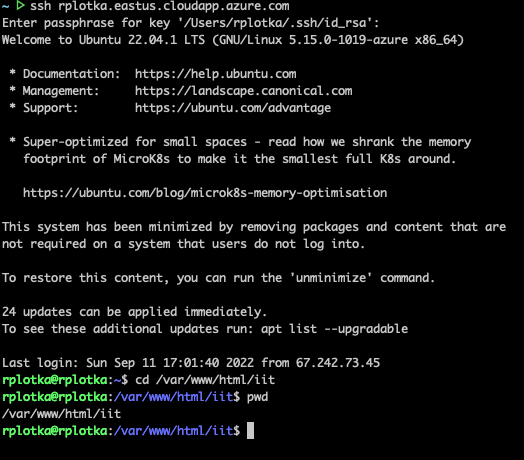 ~ ▷ ssh rplotka.eastus.cloudapp.azure.com
Enter passphrase for key '/Users/rplotka/.ssh/id_rsa':
Welcome to Ubuntu 22.04.1 LTS (GNU/Linux 5.15.0-1019-azure x86_64)
* Documentation:  https://help.ubuntu.com
* Management:     https://landscape.canonical.com
* Support:        https://ubuntu.com/advantage
* Super-optimized for small spaces - read how we shrank the memory
footprint of MicroK8s to make it the smallest full K8s around.
https://ubuntu.com/blog/microk8s-memory-optimisation
This system has been minimized by removing packages and content that are
not required on a system that users do not log into.
To restore this content, you can run the 'unminimize' command.
24 updates can be applied immediately.
To see these additional updates run: apt list --upgradable
Last login: Sun Sep 11 17:01:40 2022 from 67.242.73.45
rplotka@rplotka:~$ cd /var/www/html/iit
rplotka@rplotka:/var/www/html/iit$ pwd
/var/www/html/iit
rplotka@rplotka:/var/www/html/iit$